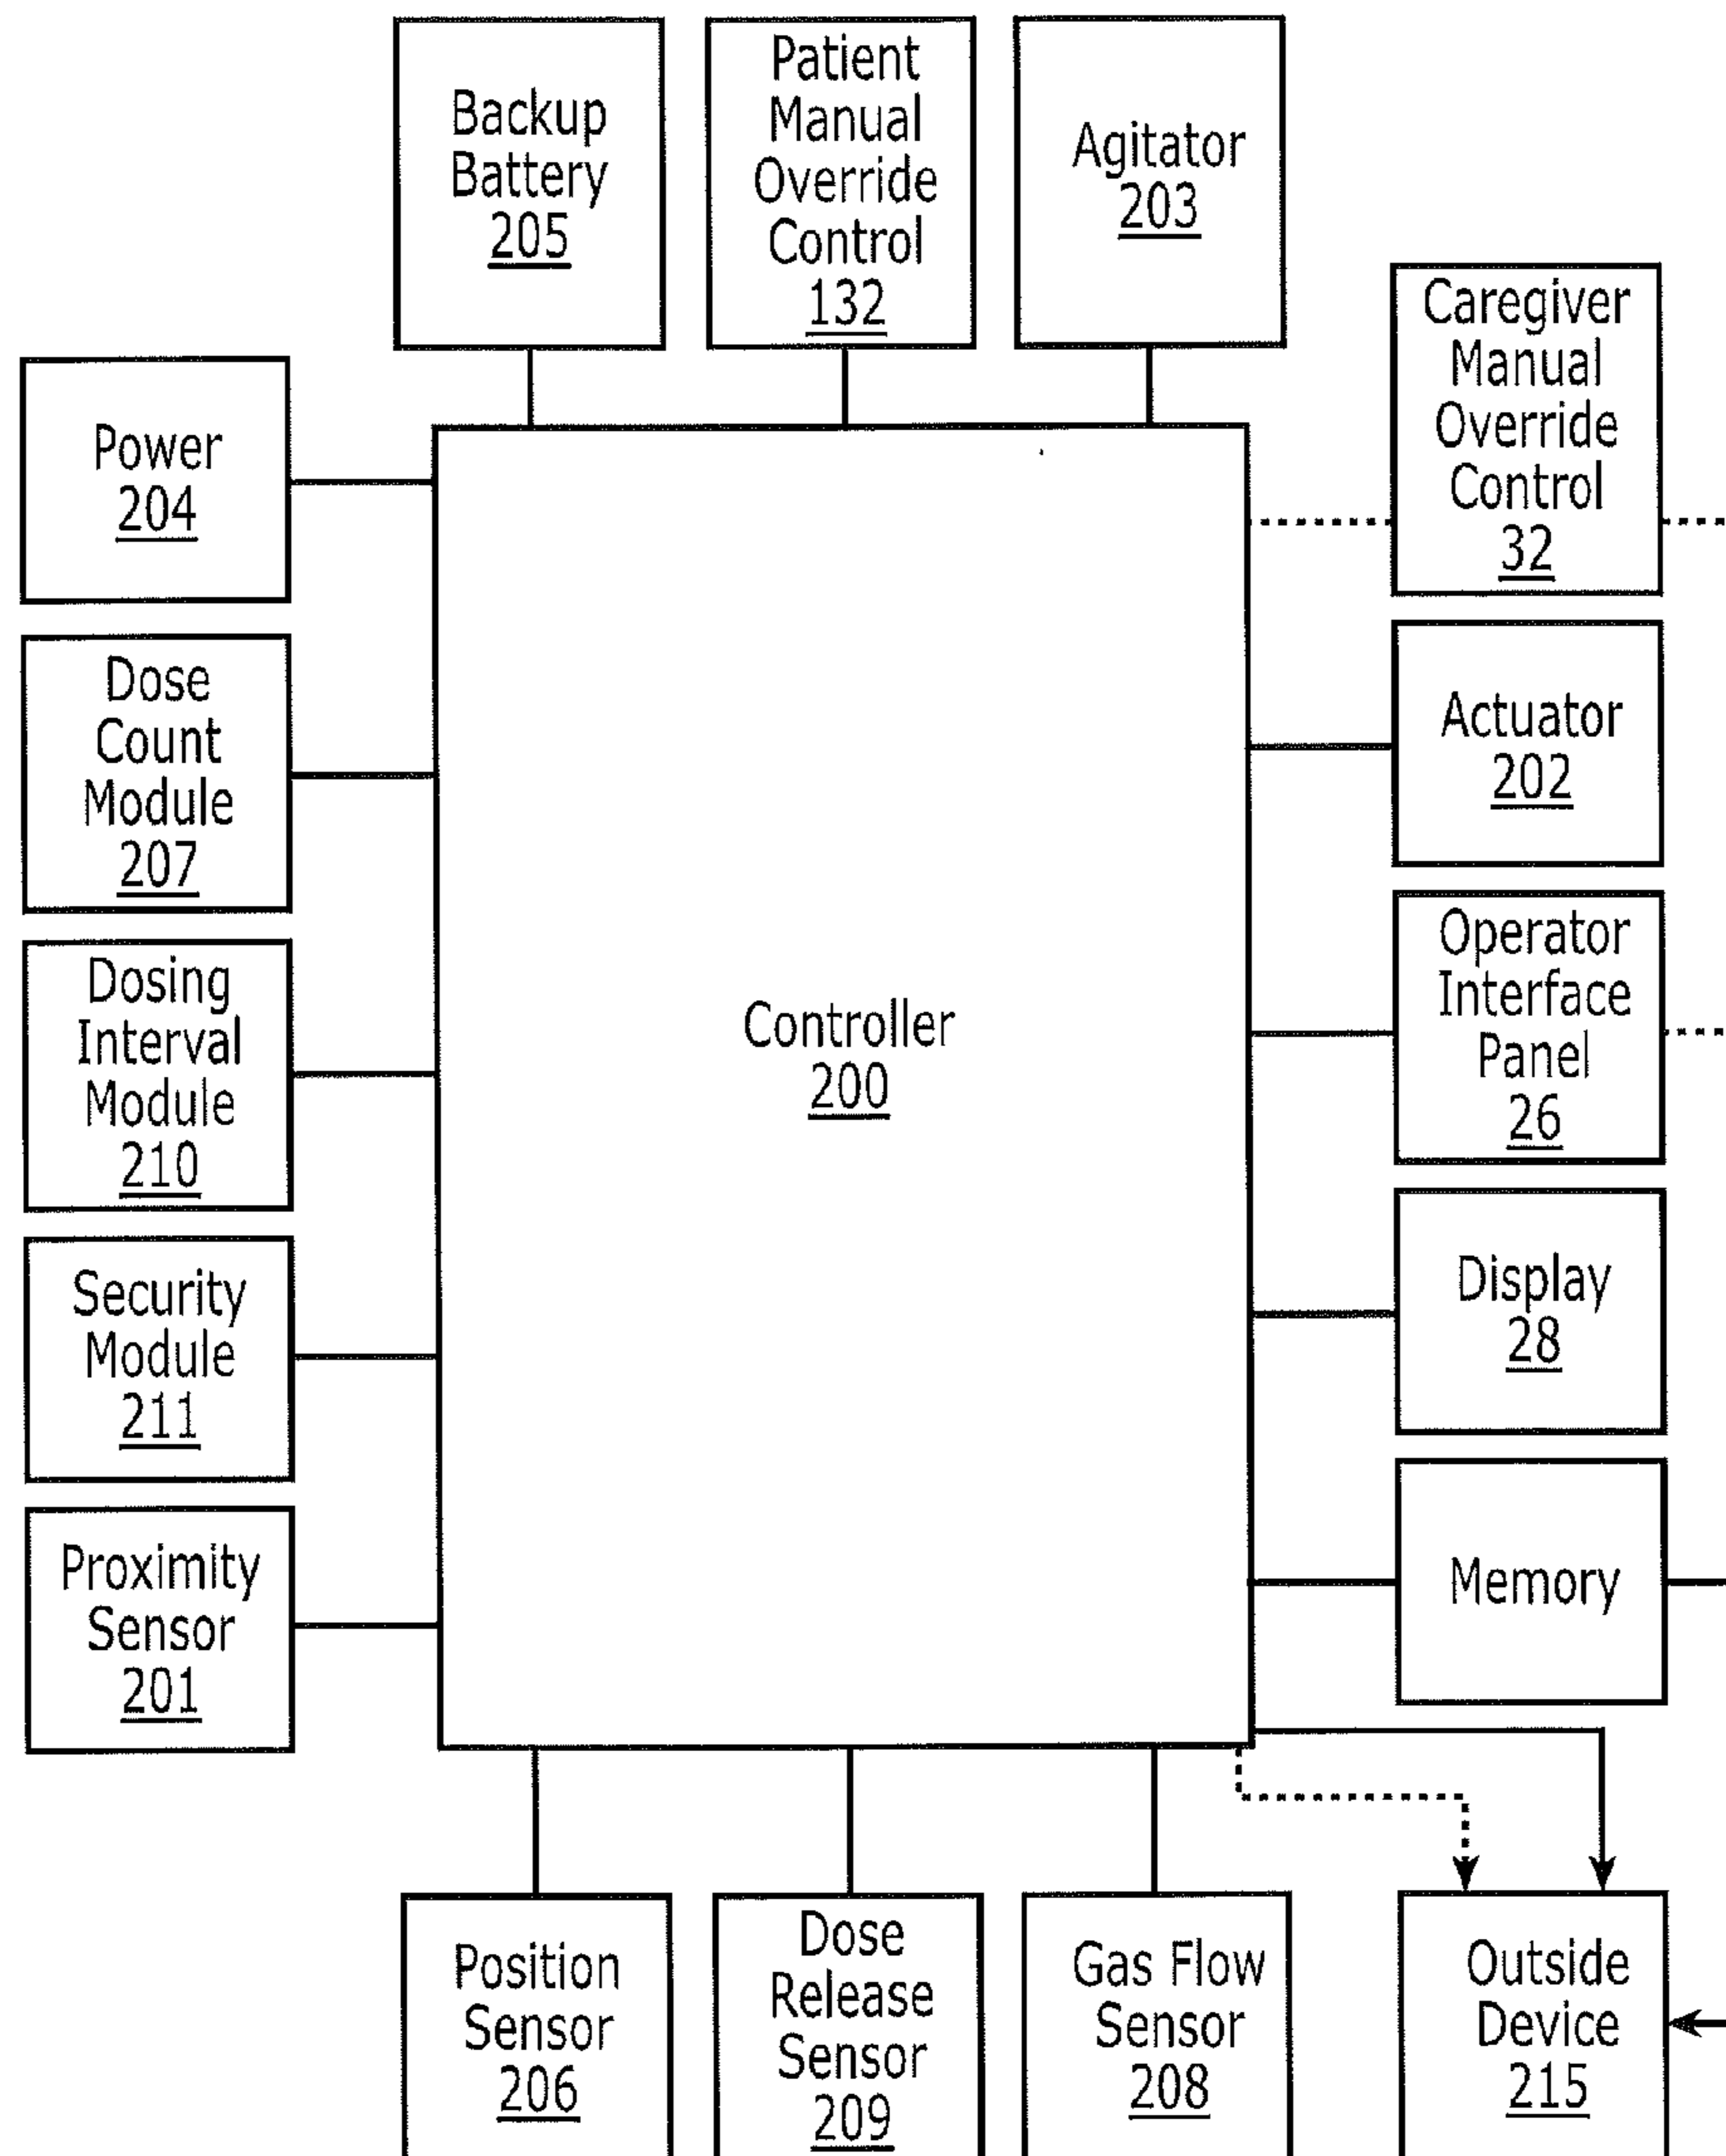 Backup
Battery
205
Patient
Manual
Override
Control
132
Agitator
203
Caregiver
Manual
Override
Control
32
Power
204
Dose
Count
Module
207
Dosing
Interval
Module
210
Security
Module
211
Proximity
Sensor
201
Controller
200
Actuator
202
Operator
Interface
Panel
26
Display
28
Memory
Position
Sensor
206
Dose
Release
Sensor
209
Gas Flow
Sensor
208
Outside
Device
215